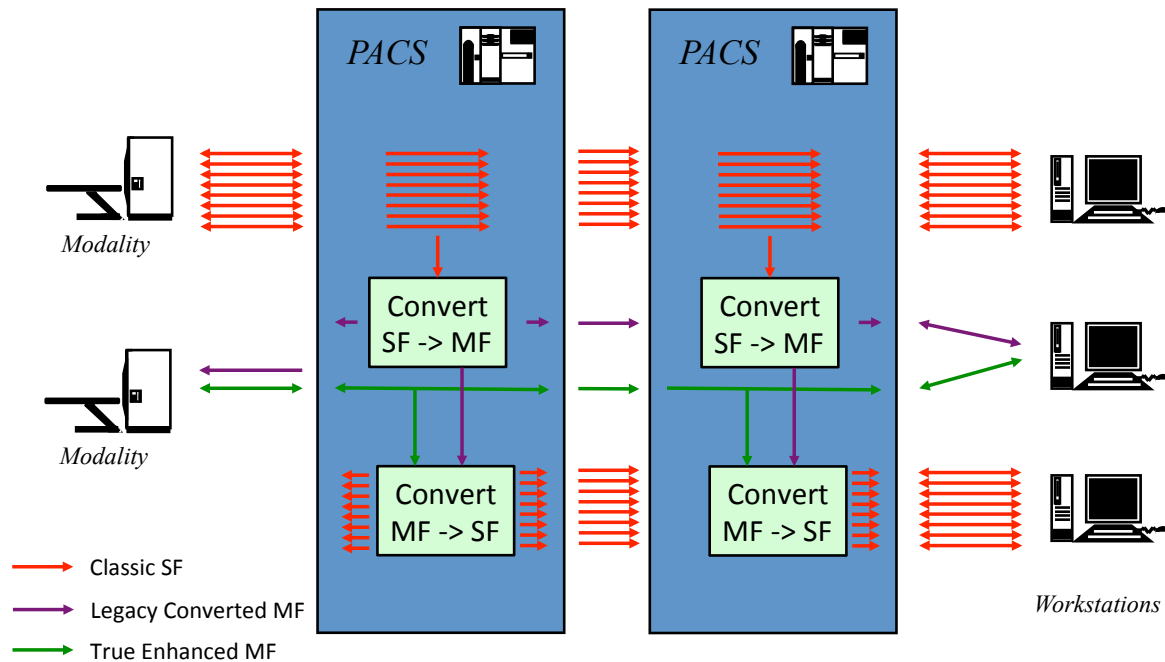 PACS
PACS
Modality
Convert
SF -> MF
Convert
SF -> MF
Modality
Convert
MF -> SF
Convert
MF -> SF
Classic SF
Legacy Converted MF
True Enhanced MF
Workstations